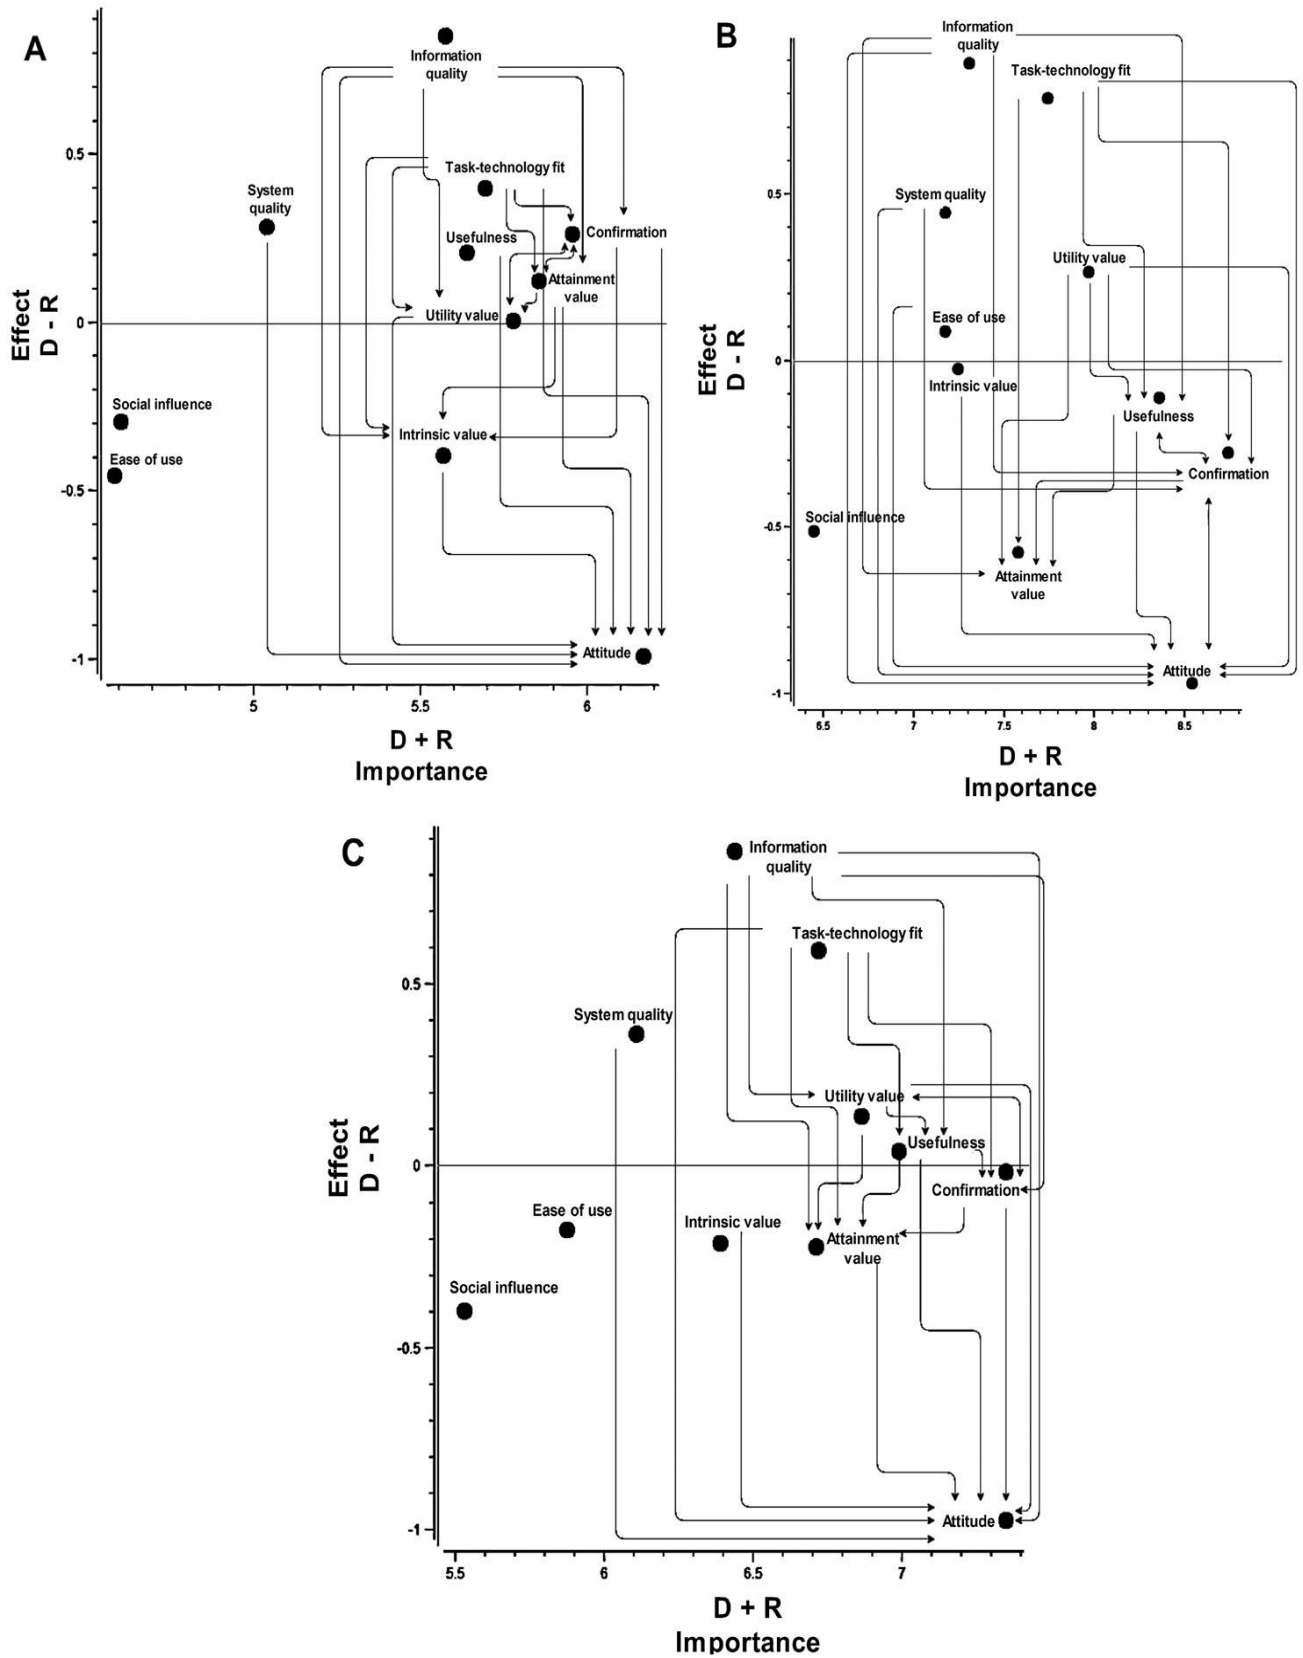 A
Information
quality
0.5
Task-technology fit
System
quality
Usefulness
Confirmation
Attainment
value
Utility value
0
Effect
D - R
Social influence
Intrinsic value
Ease of use
-0.5
Attitude
-1
5
5.5
6
D + R
Importance
B
Information
quality
Task-technology fit
System quality
0.5
Utility value
Ease of use
0
Effect
D - R
Intrinsic value
Usefulness
Confirmation
Social influence
-0.5
Attainment
value
Attitude
-1
6.5
7
7.5
8
8.5
D + R
Importance
C
Information
quality
Task-technology fit
0.5
System quality
Utility value
Usefulness
0
Effect
D - R
Confirmation
Ease of use
Intrinsic value
Attainment
value
Social influence
-0.5
Attitude
-1
5.5
6
6.5
7
D + R
Importance